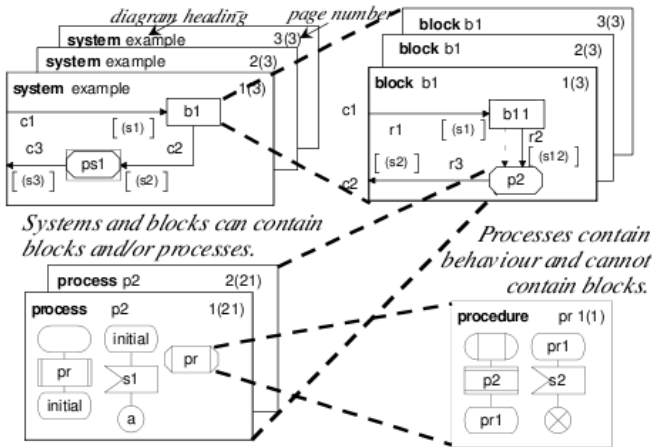 diagram heading
page number
system example 3(3)
system example 2(3)
system example 1(3)
b1
c1
[(s1)]
c3
c2
ps1
[(s3)]
[(s2)]
block b1 3(3)
block b1 2(3)
block b1 1(3)
c1
b11
r1
[(s1)]
r2
[(s2)]
r3
[(s12)]
c2
p2
Systems and blocks can contain
blocks and/or processes.
Processes contain
behaviour and cannot
contain blocks.
process p2 2(21)
process p2 1(21)
initial
pr
s1
pr
initial
a
procedure pr 1(1)
pr1
p2
s2
pr1